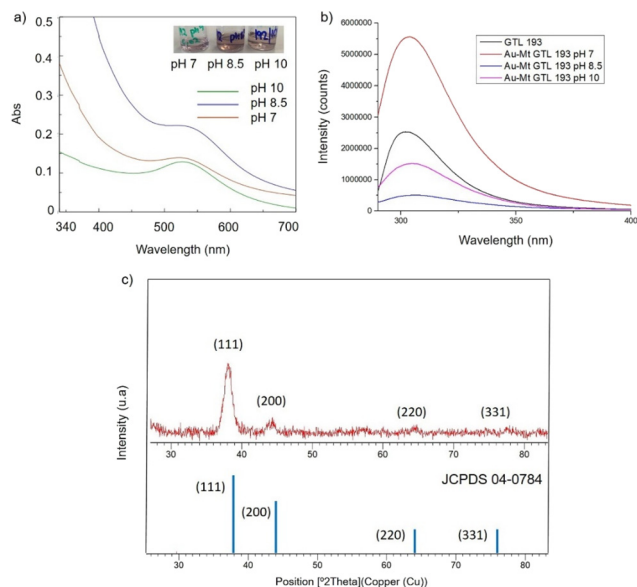 a)
0.5
0.4
0.3
0.2
0.1
0
Abs
340
400
500
600
700
Wavelength (nm)
pH 7 pH 8.5 pH 10
pH 10
pH 8.5
pH 7
b)
6000000
5000000
4000000
3000000
2000000
1000000
0
Intensity (counts)
300
350
400
Wavelength (nm)
GTL 193
Au-Mt GTL 193 pH 7
Au-Mt GTL 193 pH 8.5
Au-Mt GTL 193 pH 10
c)
(111)
(200)
(220)
(331)
30 40 50 60 70 80
Intensity (u.a)
JCPDS 04-0784
(111)
(200)
(220)
(331)
30 40 50 60 70 80
Position [°2Theta](Copper (Cu))